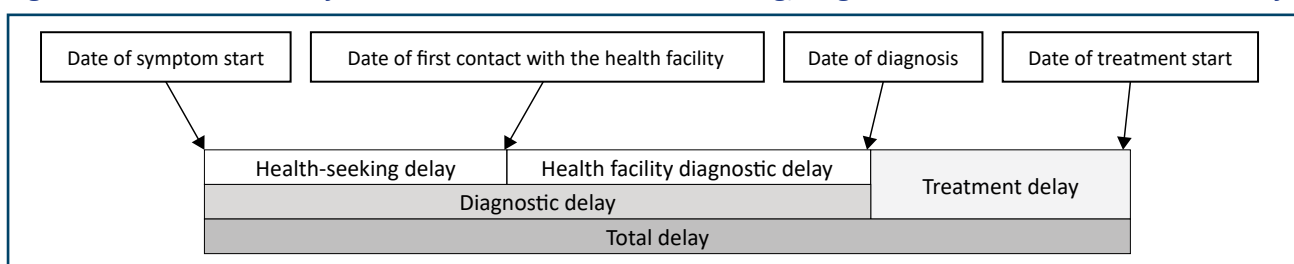 Date of symptom start
Date of first contact with the health facility
Date of diagnosis
Date of treatment start
Health-seeking delay
Health facility diagnostic delay
Treatment delay
Diagnostic delay
Total delay